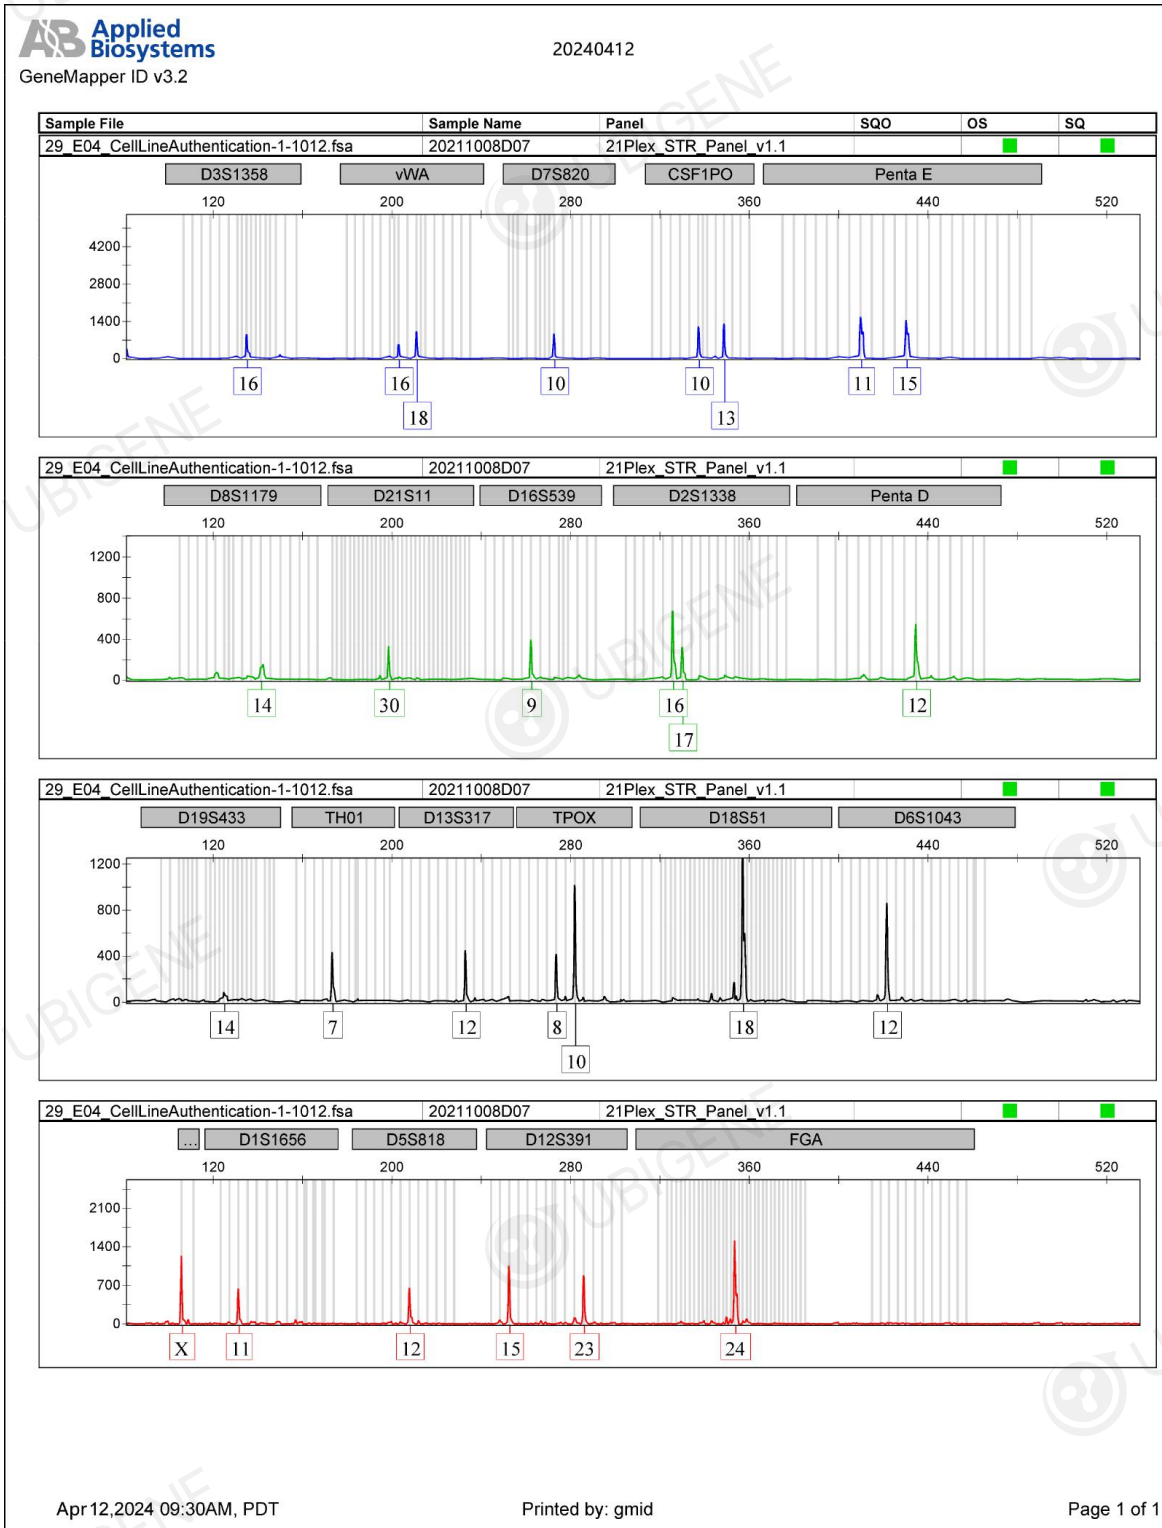 AB Applied Biosystems
20240412
GeneMapper ID v3.2
Sample File Sample Name Panel SQO OS SQ
29_E04_CellLineAuthentication-1-1012.fsa 20211008D07 21Plex_STR_Panel_v1.1
D3S1358 vWA D7S820 CSF1PO Penta E
120 200 280 360 440 520
4200
2800
1400
0
16 16 10 10 11 15
18 13
29_E04_CellLineAuthentication-1-1012.fsa 20211008D07 21Plex_STR_Panel_v1.1
D8S1179 D21S11 D16S539 D2S1338 Penta D
120 200 280 360 440 520
1200
800
400
0
14 30 9 16 12
17
29_E04_CellLineAuthentication-1-1012.fsa 20211008D07 21Plex_STR_Panel_v1.1
D19S433 TH01 D13S317 TPOX D18S51 D6S1043
120 200 280 360 440 520
1200
800
400
0
14 7 12 8 18 12
10
29_E04_CellLineAuthentication-1-1012.fsa 20211008D07 21Plex_STR_Panel_v1.1
... D1S1656 D5S818 D12S391 FGA
120 200 280 360 440 520
2100
1400
700
0
X 11 12 15 23 24
Apr 12,2024 09:30AM, PDT Printed by: gmid Page 1 of 1
UBIGENE
UBIGENE
UBIGENE
UBIGENE
UBIGENE
UBIGENE